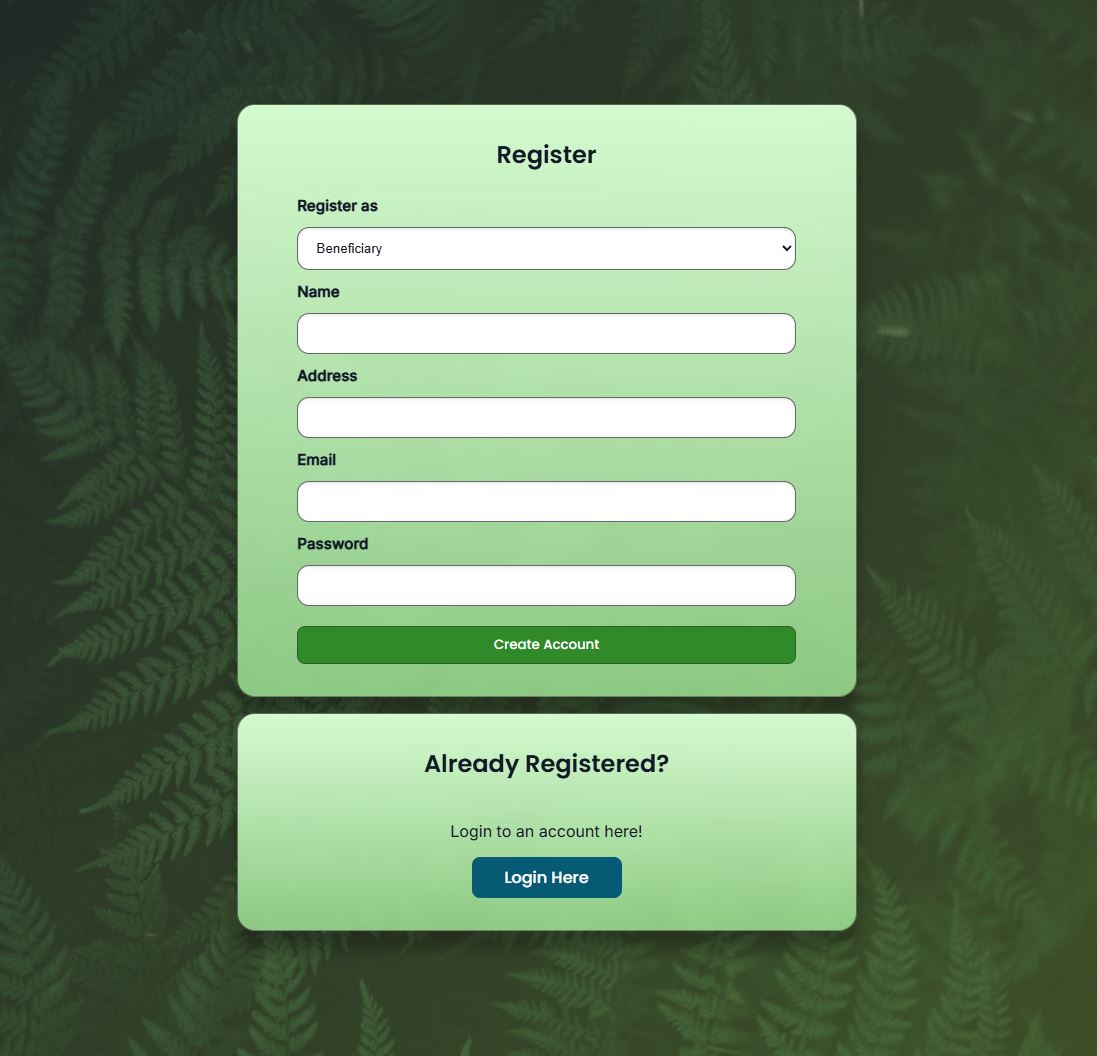 Register
Register as
Beneficiary
Name
Address
Email
Password
Create Account
Already Registered?
Login to an account here!
Login Here